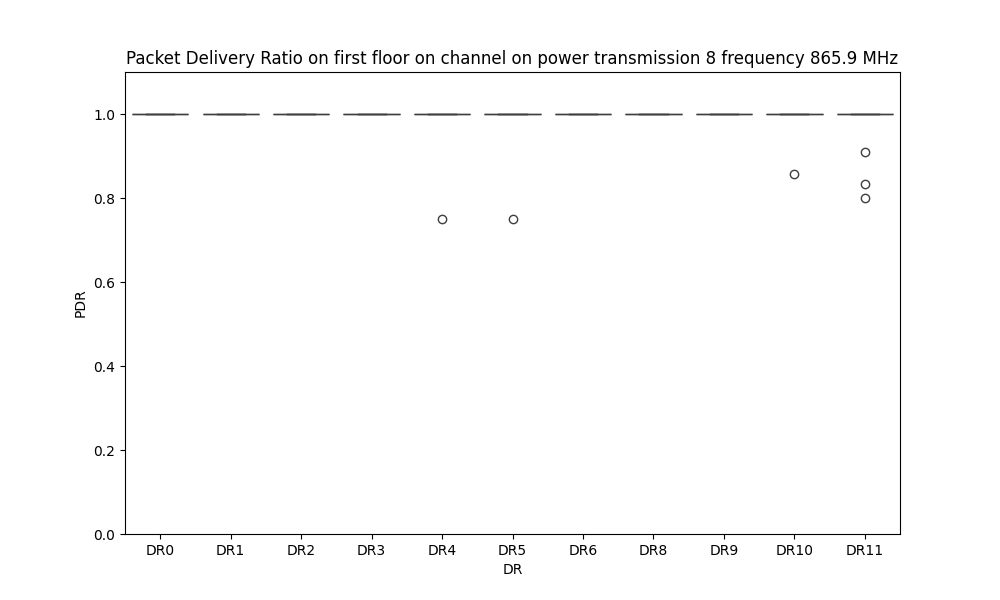 Packet Delivery Ratio on first floor on channel on power transmission 8 frequency 865.9 MHz
1.0
0.8
0.6
0.4
0.2
0.0
PDR
DR0 DR1 DR2 DR3 DR4 DR5 DR6 DR8 DR9 DR10 DR11
DR